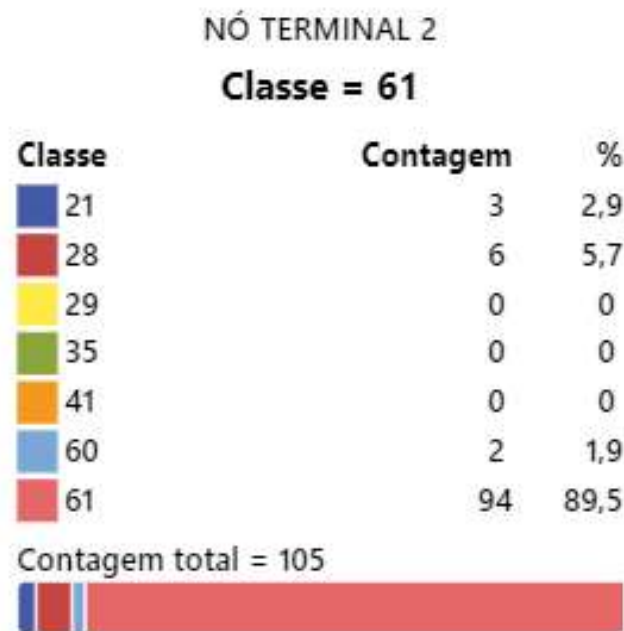 NÓ TERMINAL 2
Classe = 61
Classe Contagem %
21 3 2,9
28 6 5,7
29 0 0
35 0 0
41 0 0
60 2 1,9
61 94 89,5
Contagem total = 105